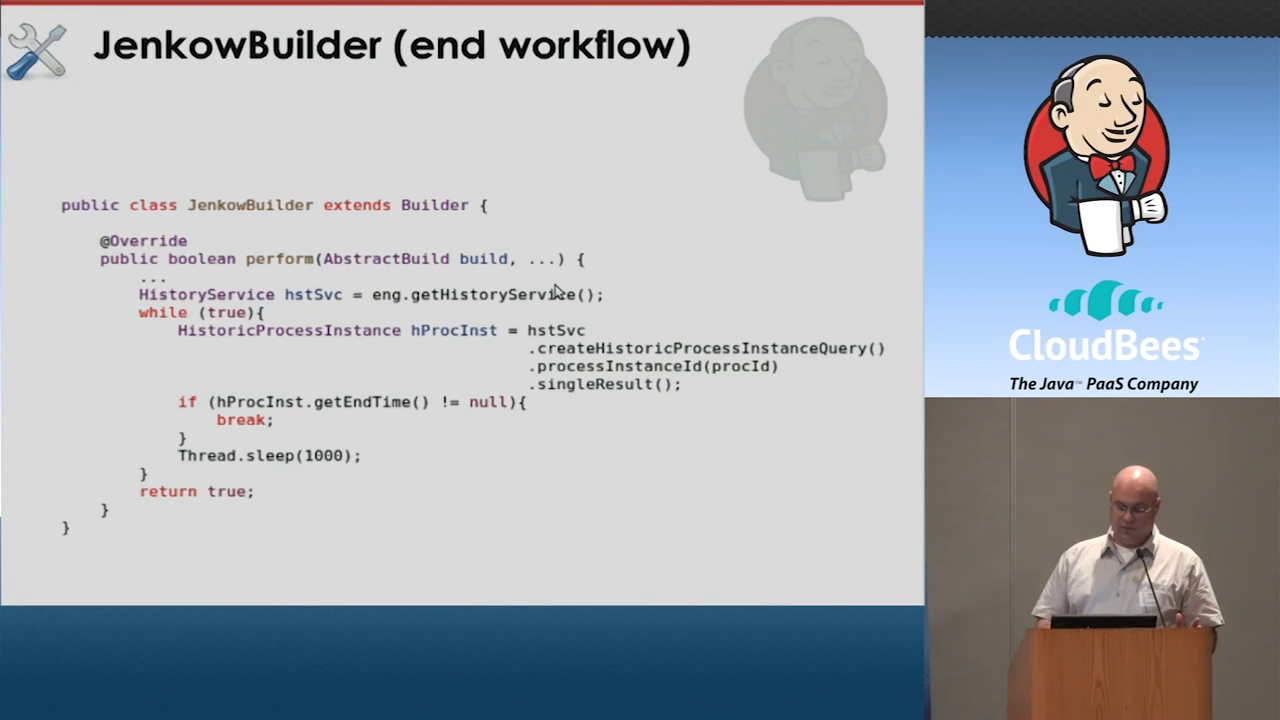 JenkowBuilder (end workflow)
public class JenkowBuilder extends Builder {
@Override
public boolean perform(AbstractBuild build, ...) {
...
HistoryService hstSvc = eng.getHistoryService();
while (true){
HistoricProcessInstance hProcInst = hstSvc
.createHistoricProcessInstanceQuery()
.processInstanceId(procId)
.singleResult();
if (hProcInst.getEndTime() != null){
break;
}
Thread.sleep(1000);
}
return true;
}
}
CloudBees
The Java™ PaaS Company